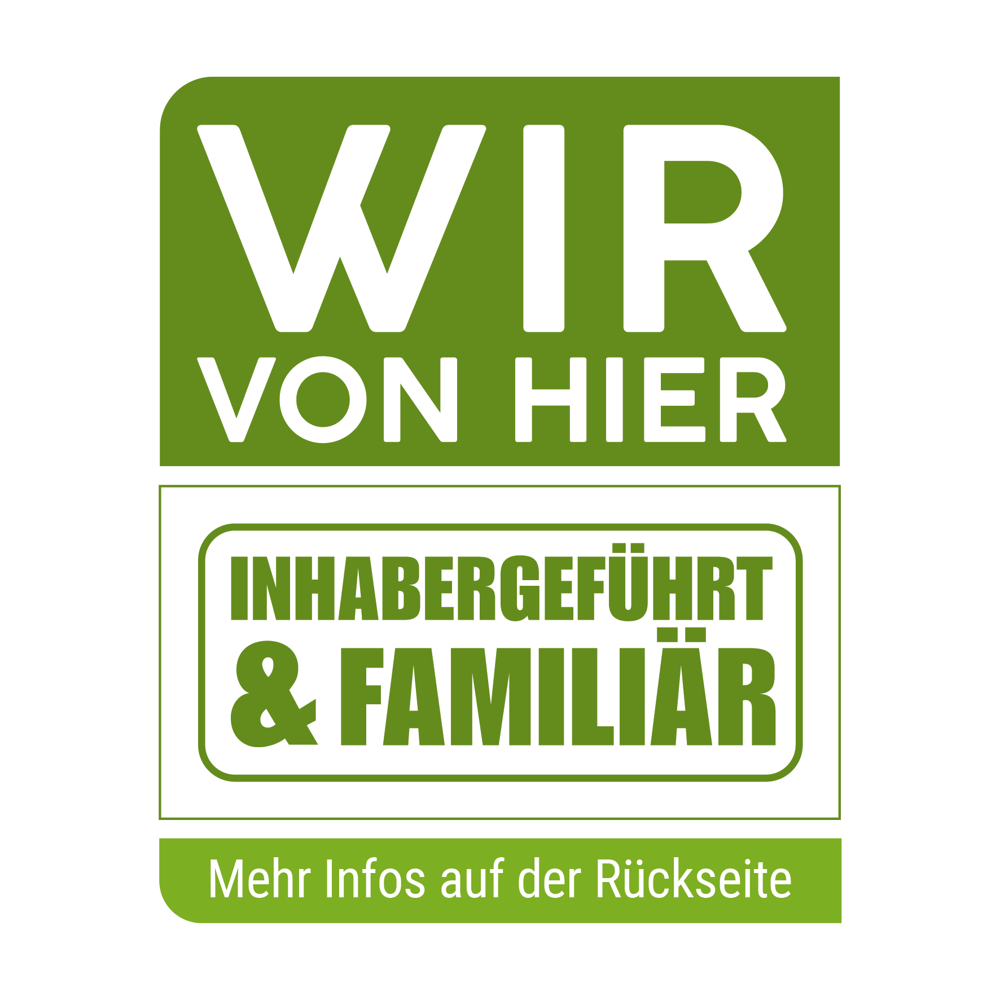 WIR
VON HIER
INHABERGEFÜHRT
& FAMILIÄR
Mehr Infos auf der Rückseite